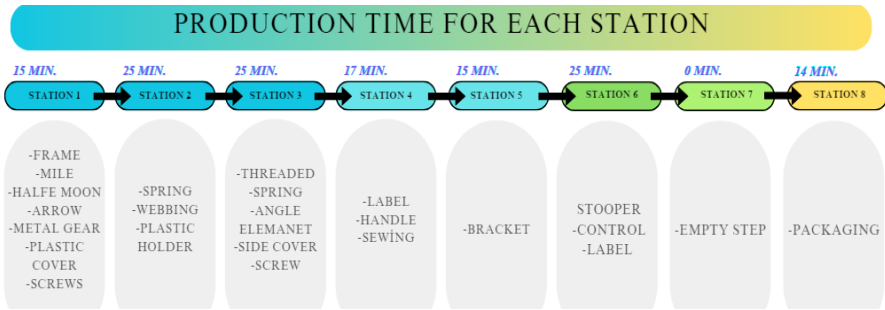 PRODUCTION TIME FOR EACH STATION
15 MIN.
25 MIN.
25 MIN.
17 MIN.
15 MIN.
25 MIN.
0 MIN.
14 MIN.
STATION 1
STATION 2
STATION 3
STATION 4
STATION 5
STATION 6
STATION 7
STATION 8
-FRAME
-MILE
-HALFE MOON
-ARROW
-METAL GEAR
-PLASTIC
COVER
-SCREWS
-SPRING
-WEBBING
-PLASTIC
HOLDER
-THREADED
-SPRING
-ANGLE
ELEMANET
-SIDE COVER
-SCREW
-LABEL
-HANDLE
-SEWİNG
-BRACKET
STOOPER
-CONTROL
-LABEL
-EMPTY STEP
-PACKAGING